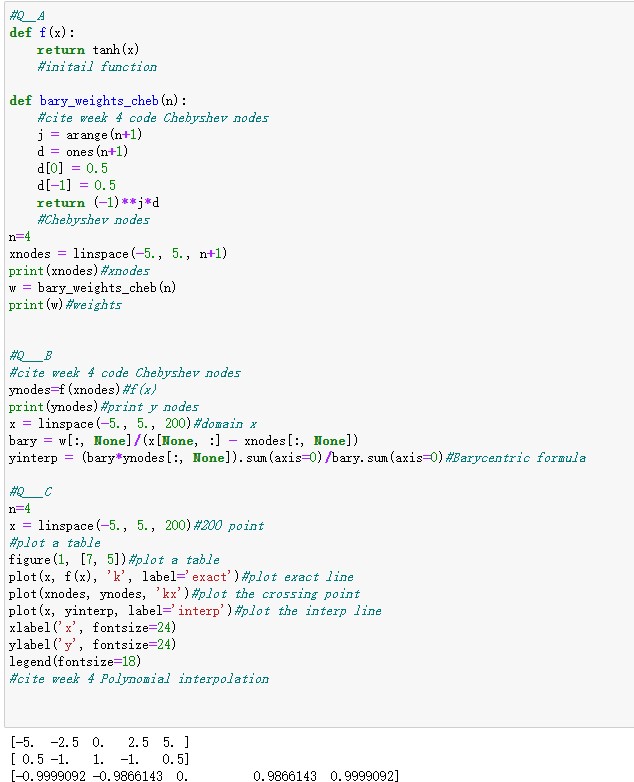 #Q__A
def f(x):
    return tanh(x)
    #initail function

def bary_weights_cheb(n):
    #cite week 4 code Chebyshev nodes
    j = arange(n+1)
    d = ones(n+1)
    d[0] = 0.5
    d[-1] = 0.5
    return (-1)**j*d
    #Chebyshev nodes
n=4
xnodes = linspace(-5., 5., n+1)
print(xnodes)#xnodes
w = bary_weights_cheb(n)
print(w)#weights

#Q__B
#cite week 4 code Chebyshev nodes
ynodes=f(xnodes)#f(x)
print(ynodes)#print y nodes
x = linspace(-5., 5., 200)#domain x
bary = w[:, None]/(x[None, :] - xnodes[:, None])
yinterp = (bary*ynodes[:, None]).sum(axis=0)/bary.sum(axis=0)#Barycentric formula

#Q__C
n=4
x = linspace(-5., 5., 200)#200 point
#plot a table
figure(1, [7, 5])#plot a table
plot(x, f(x), 'k', label='exact')#plot exact line
plot(xnodes, ynodes, 'kx')#plot the crossing point
plot(x, yinterp, label='interp')#plot the interp line
xlabel('x', fontsize=24)
ylabel('y', fontsize=24)
legend(fontsize=18)
#cite week 4 Polynomial interpolation

[-5.  -2.5  0.   2.5  5. ]
[ 0.5 -1.   1.  -1.   0.5]
[-0.9999092 -0.9866143  0.         0.9866143  0.9999092]